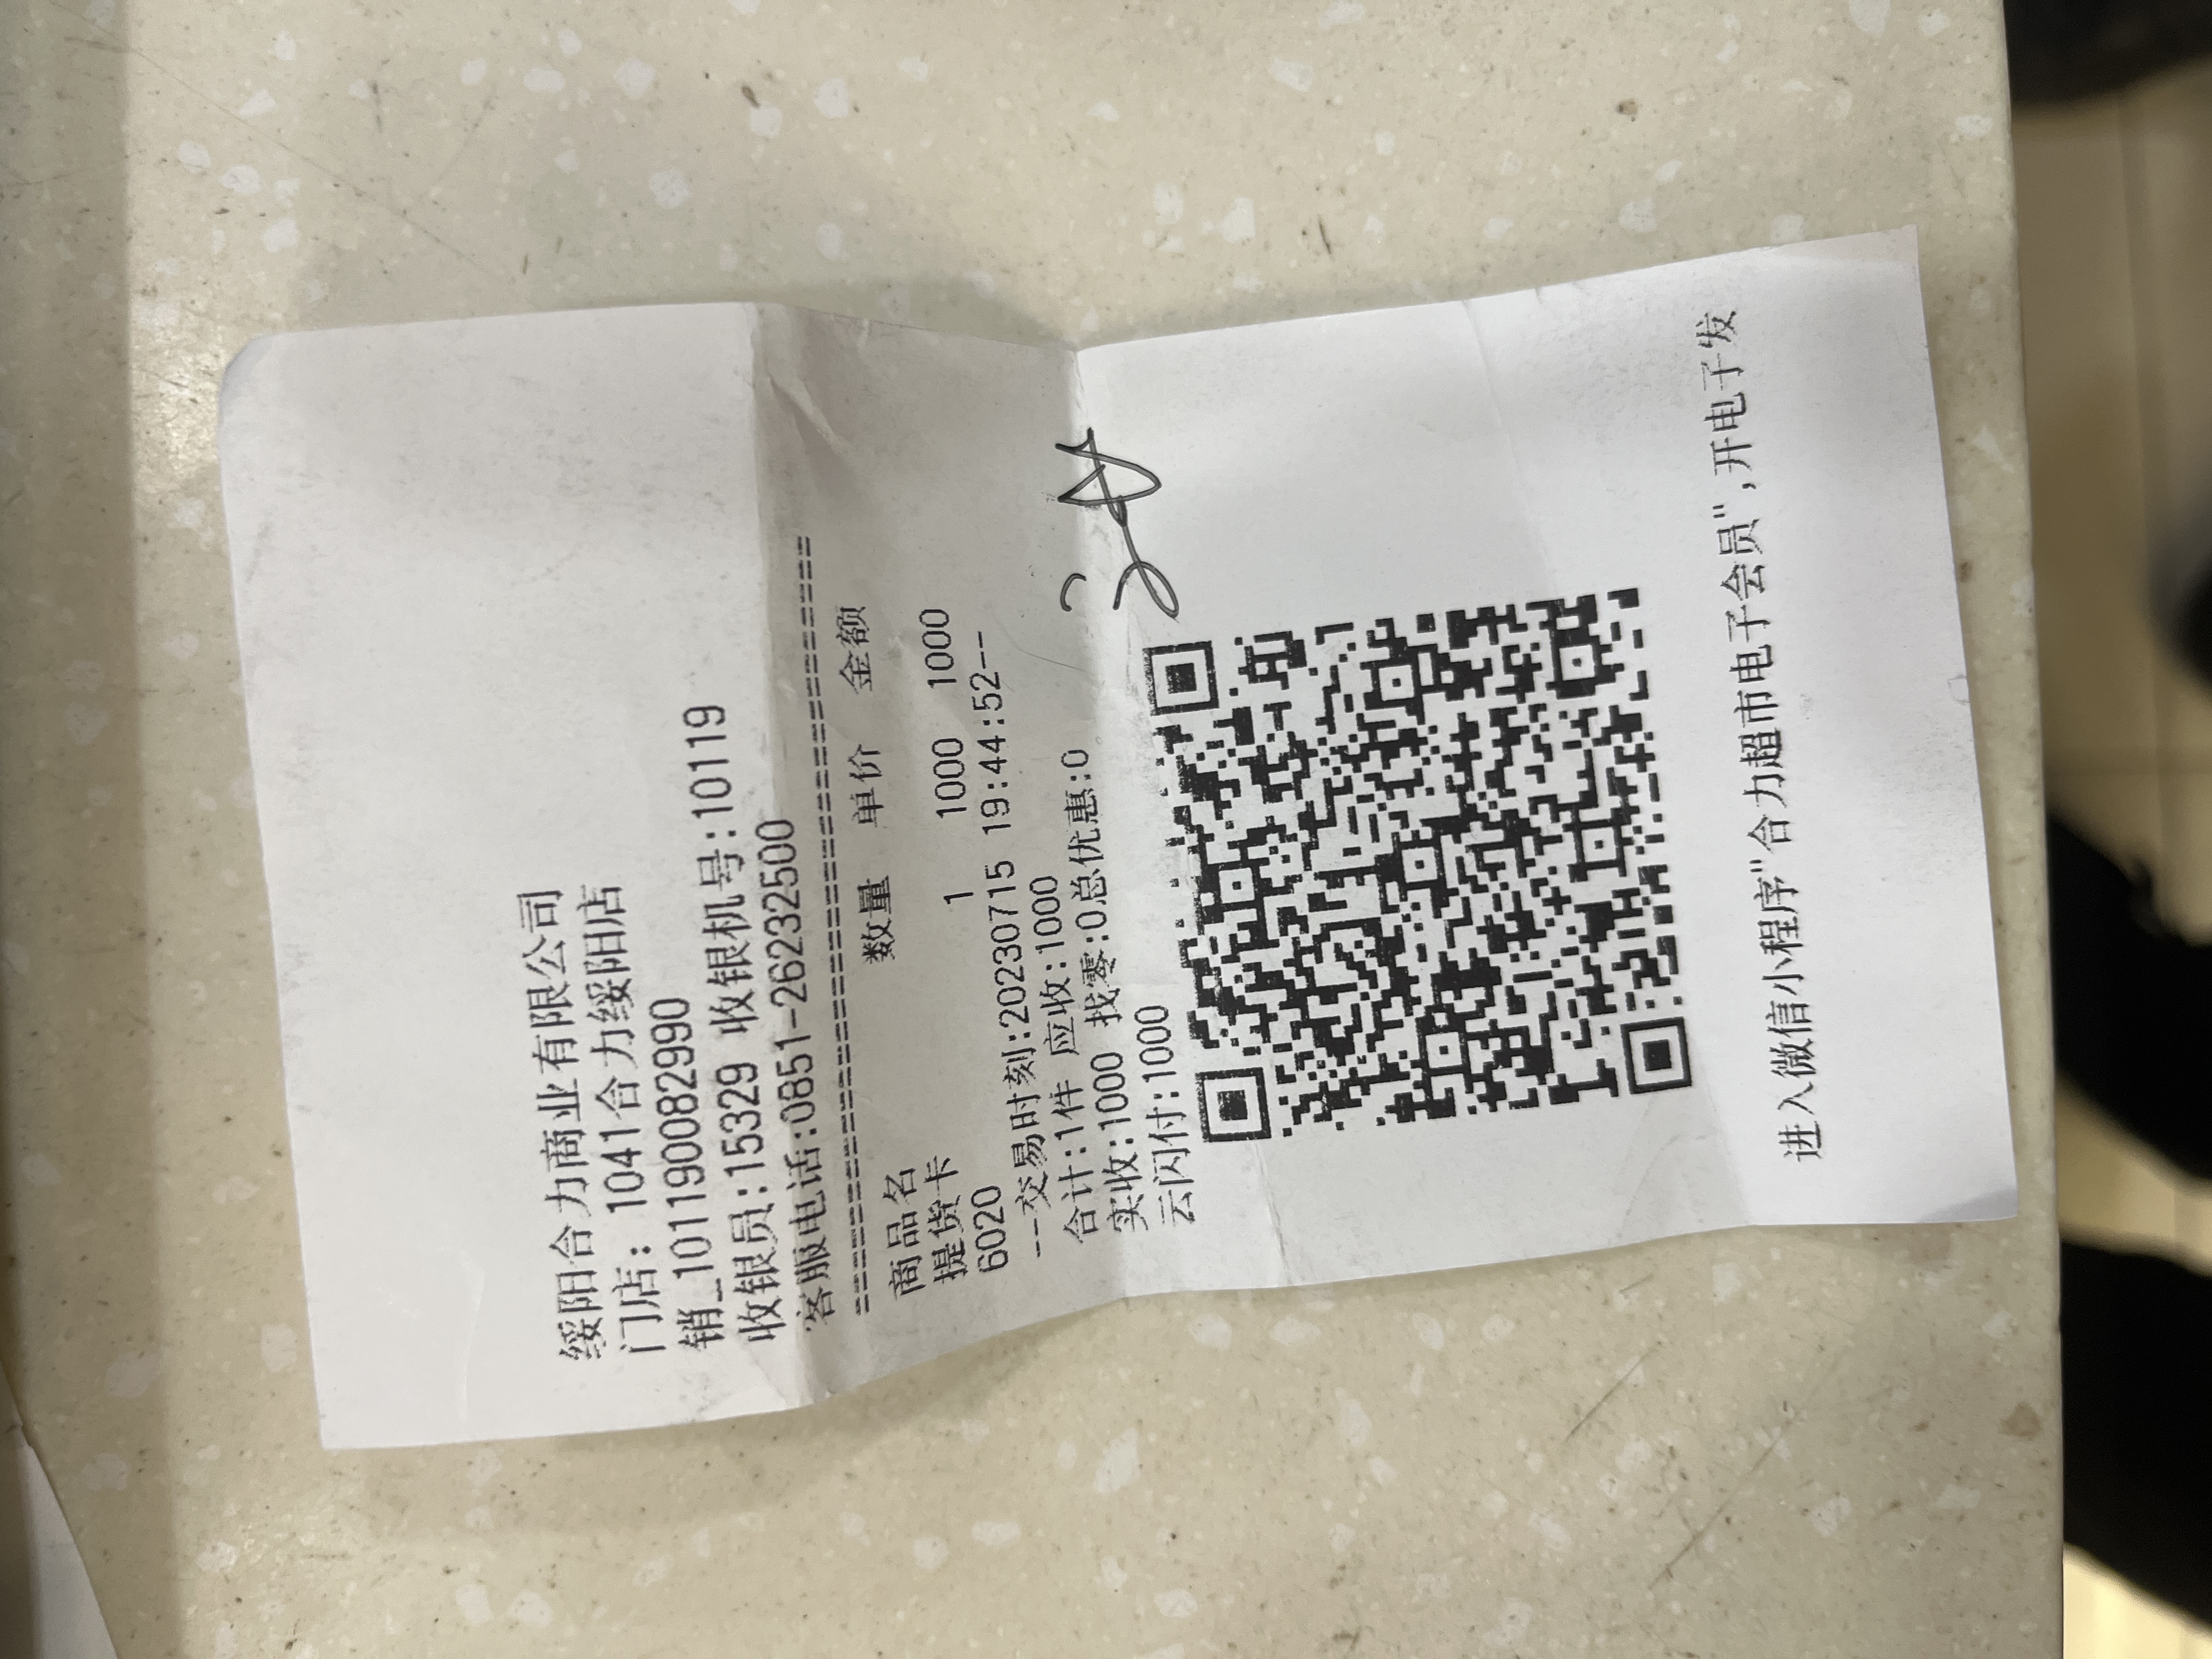 绥阳合力商业有限公司
门店: 1041合力绥阳店
销_101190082990
收银员:15329 收银机号:10119
客服电话:0851-26232500
========================================
商品名 数量 单价 金额
提货卡
6020 1 1000 1000
---交易时刻:20230715 19:44:52--
合计:1件 应收:1000
实收:1000 找零:0总优惠:0
云闪付:1000
进入微信小程序"合力超市电子会员",开电子发